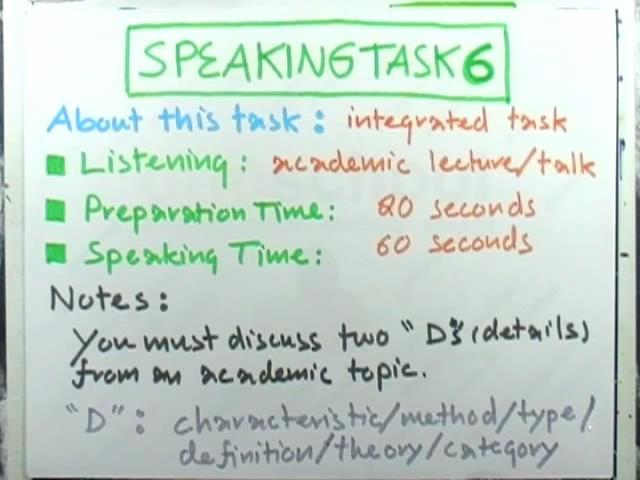 SPEAKING TASK 6
About this task: integrated task
Listening: academic lecture/talk
Preparation Time: 20 seconds
Speaking Time: 60 seconds
Notes:
You must discuss two "D"s (details)
from an academic topic.
"D": characteristic/method/type/
definition/theory/category